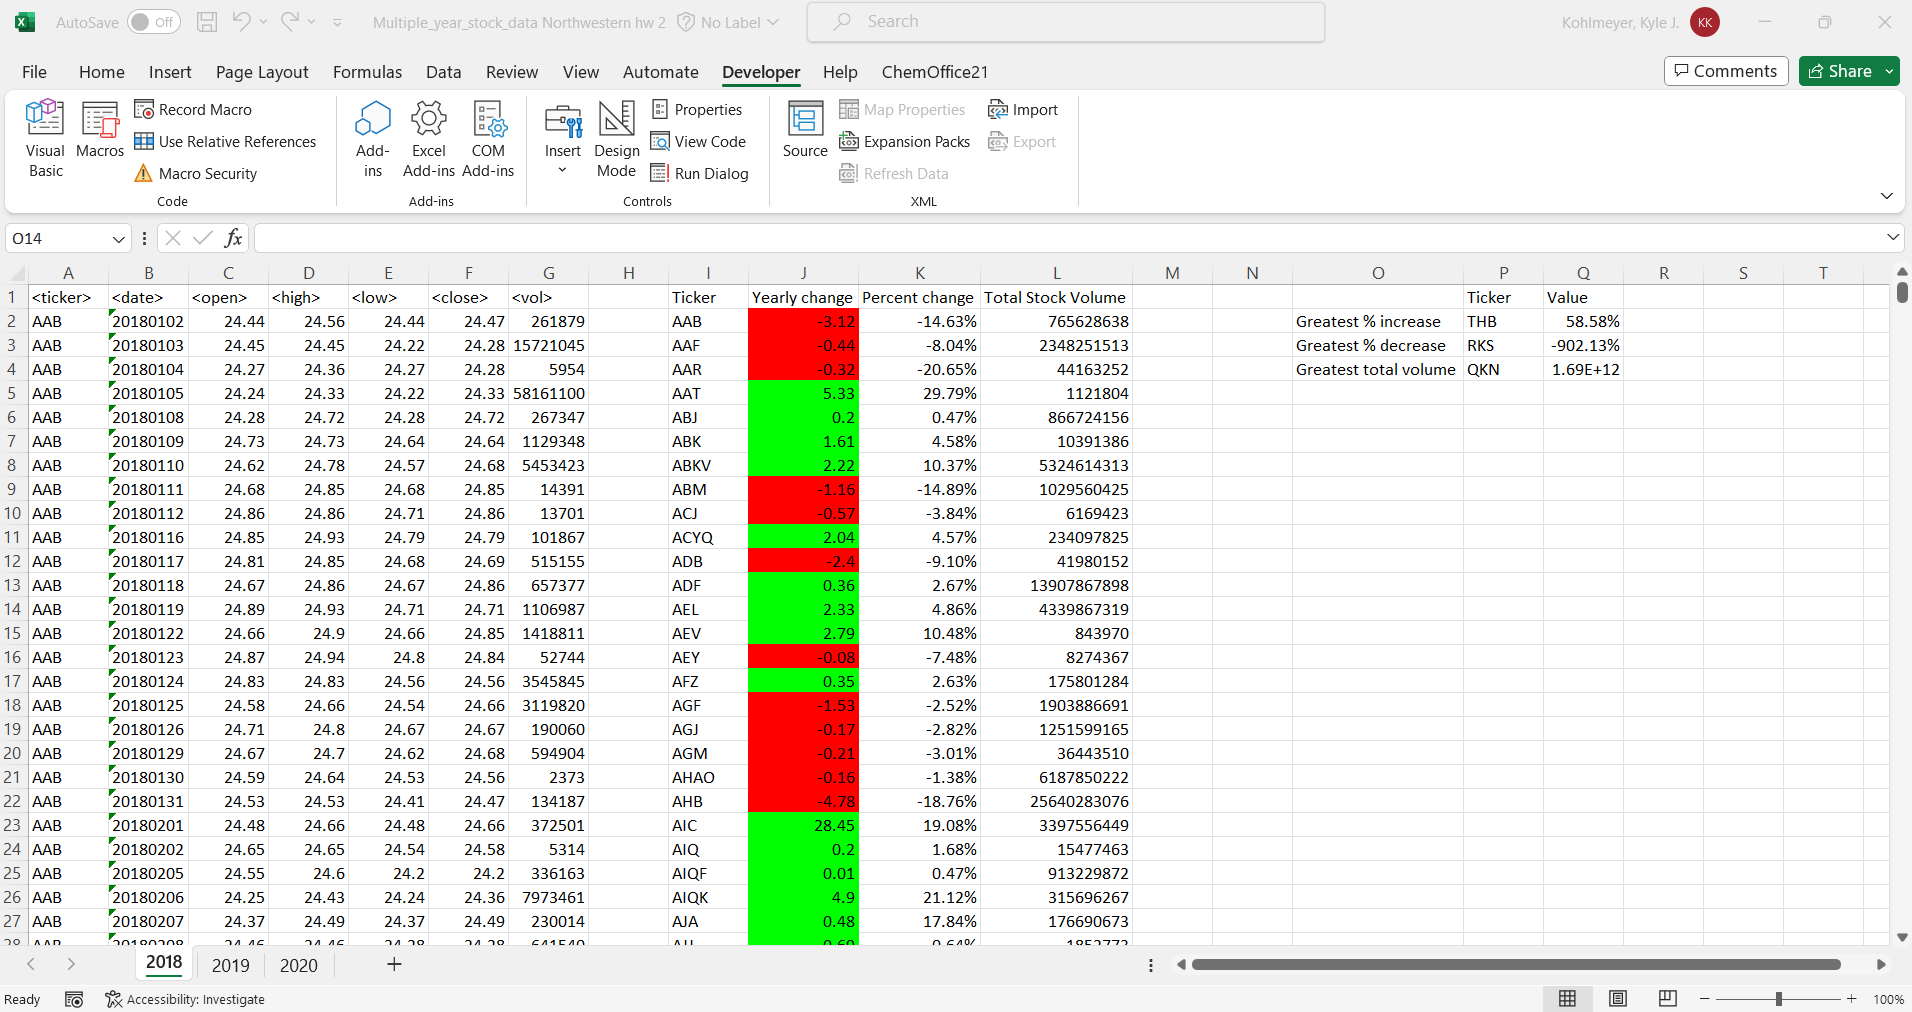 AutoSave Off Multiple_year_stock_data Northwestern hw 2 No Label Search Kohlmeyer, Kyle J. KK
File Home Insert Page Layout Formulas Data Review View Automate Developer Help ChemOffice21 Comments Share
Visual Basic Macros Record Macro Use Relative References Macro Security Code
Add-ins Excel Add-ins COM Add-ins Add-ins
Insert Design Mode Properties View Code Run Dialog Controls
Source Map Properties Expansion Packs Refresh Data Import Export XML
O14 fx
A B C D E F G H I J K L M N O P Q R S T
1 <ticker> <date> <open> <high> <low> <close> <vol> Ticker Yearly change Percent change Total Stock Volume Ticker Value
2 AAB 20180102 24.44 24.56 24.44 24.47 261879 AAB -3.12 -14.63% 765628638 Greatest % increase THB 58.58%
3 AAB 20180103 24.45 24.45 24.22 24.28 15721045 AAF -0.44 -8.04% 2348251513 Greatest % decrease RKS -902.13%
4 AAB 20180104 24.27 24.36 24.27 24.28 5954 AAR -0.32 -20.65% 44163252 Greatest total volume QKN 1.69E+12
5 AAB 20180105 24.24 24.33 24.22 24.33 58161100 AAT 5.33 29.79% 1121804
6 AAB 20180108 24.28 24.72 24.28 24.72 267347 ABJ 0.2 0.47% 866724156
7 AAB 20180109 24.73 24.73 24.64 24.64 1129348 ABK 1.61 4.58% 10391386
8 AAB 20180110 24.62 24.78 24.57 24.68 5453423 ABKV 2.22 10.37% 5324614313
9 AAB 20180111 24.68 24.85 24.68 24.85 14391 ABM -1.16 -14.89% 1029560425
10 AAB 20180112 24.86 24.86 24.71 24.86 13701 ACJ -0.57 -3.84% 6169423
11 AAB 20180116 24.85 24.93 24.79 24.79 101867 ACYQ 2.04 4.57% 234097825
12 AAB 20180117 24.81 24.85 24.68 24.69 515155 ADB -2.4 -9.10% 41980152
13 AAB 20180118 24.67 24.86 24.67 24.86 657377 ADF 0.36 2.67% 13907867898
14 AAB 20180119 24.89 24.93 24.71 24.71 1106987 AEL 2.33 4.86% 4339867319
15 AAB 20180122 24.66 24.9 24.66 24.85 1418811 AEV 2.79 10.48% 843970
16 AAB 20180123 24.87 24.94 24.8 24.84 52744 AEY -0.08 -7.48% 8274367
17 AAB 20180124 24.83 24.83 24.56 24.56 3545845 AFZ 0.35 2.63% 175801284
18 AAB 20180125 24.58 24.66 24.54 24.66 3119820 AGF -1.53 -2.52% 1903886691
19 AAB 20180126 24.71 24.8 24.67 24.67 190060 AGJ -0.17 -2.82% 1251599165
20 AAB 20180129 24.67 24.7 24.62 24.68 594904 AGM -0.21 -3.01% 36443510
21 AAB 20180130 24.59 24.64 24.53 24.56 2373 AHAO -0.16 -1.38% 6187850222
22 AAB 20180131 24.53 24.53 24.41 24.47 134187 AHB -4.78 -18.76% 25640283076
23 AAB 20180201 24.48 24.66 24.48 24.66 372501 AIC 28.45 19.08% 3397556449
24 AAB 20180202 24.65 24.65 24.54 24.58 5314 AIQ 0.2 1.68% 15477463
25 AAB 20180205 24.55 24.6 24.2 24.2 336163 AIQF 0.01 0.47% 913229872
26 AAB 20180206 24.25 24.43 24.24 24.36 7973461 AIQK 4.9 21.12% 315696267
27 AAB 20180207 24.37 24.49 24.37 24.49 230014 AJA 0.48 17.84% 176690673
2018 2019 2020
Ready Accessibility: Investigate 100%